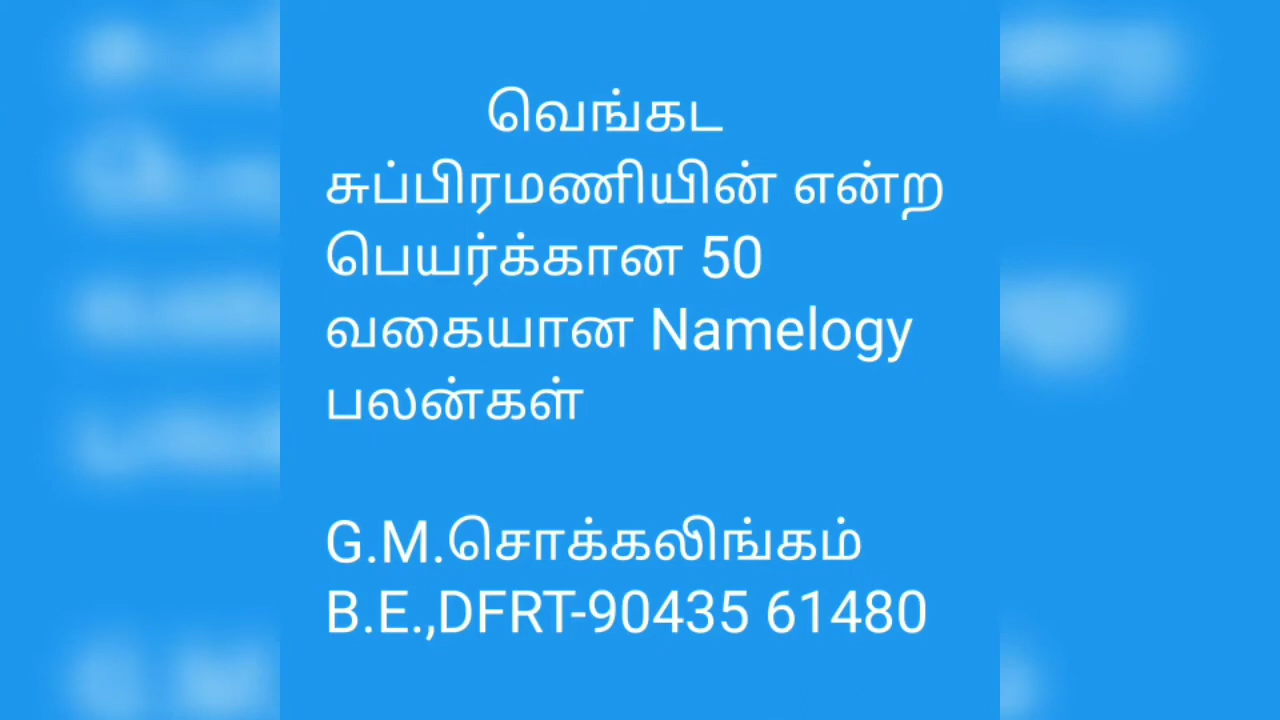 வெங்கட
சுப்பிரமணியின் என்ற
பெயர்க்கான 50
வகையான Namelogy
பலன்கள்
G.M.சொக்கலிங்கம்
B.E.,DFRT-90435 61480